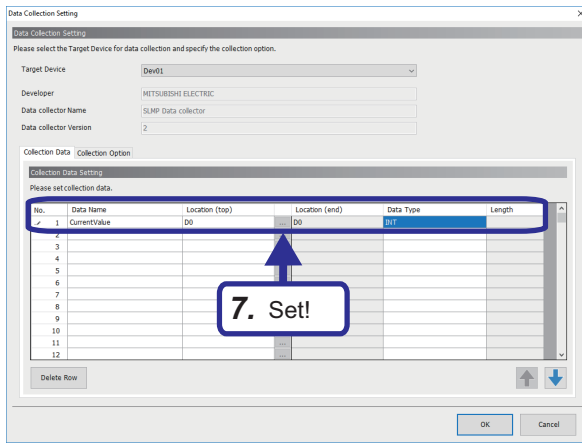 Data Collection Setting
Data Collection Setting
Please select the Target Device for data collection and specify the collection option.
Target Device Dev01
Developer MITSUBISHI ELECTRIC
Data collector Name SLMP Data collector
Data collector Version 2
Collection Data Collection Option
Collection Data Setting
Please set collection data.
No. Data Name Location (top) Location (end) Data Type Length
1 CurrentValue D0 ... D0 INT
2
3
4
5
6
7
8
9
10
11 ...
12 ...
7. Set!
Delete Row
OK Cancel